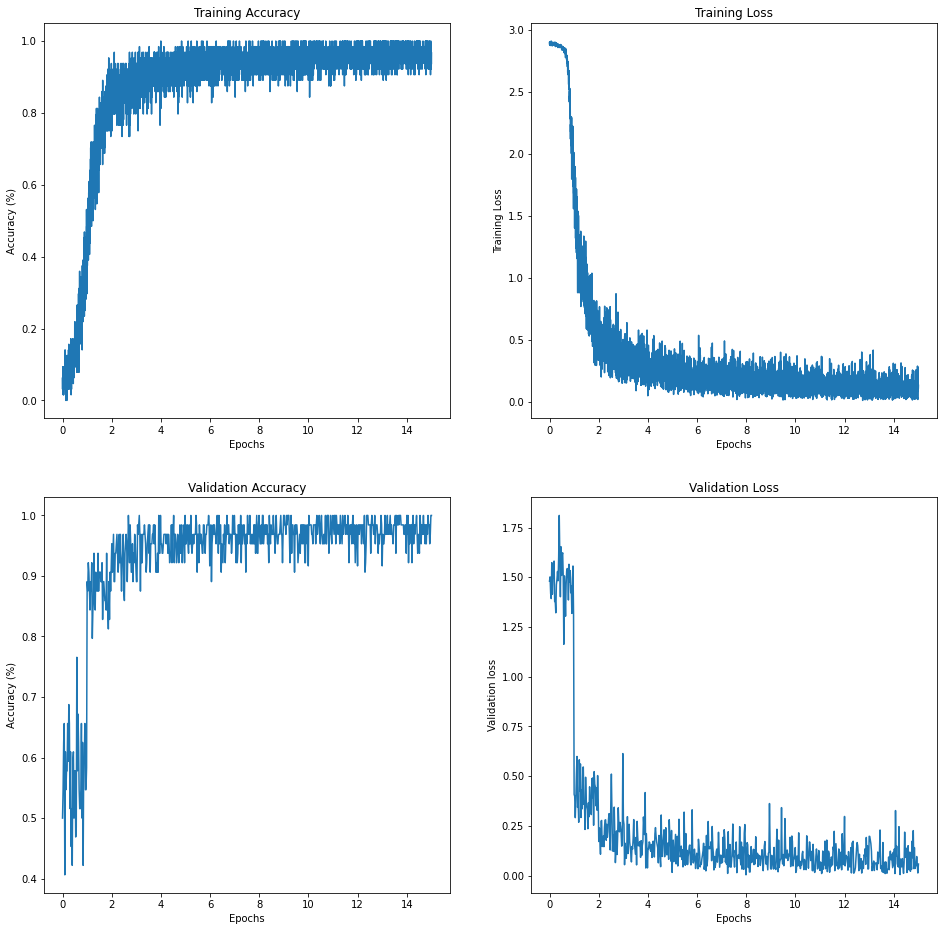 Training Accuracy
1.0
0.8
0.6
0.4
0.2
0.0
Accuracy (%)
0 2 4 6 8 10 12 14
Epochs
Training Loss
3.0
2.5
2.0
1.5
1.0
0.5
0.0
Training Loss
0 2 4 6 8 10 12 14
Epochs
Validation Accuracy
1.0
0.9
0.8
0.7
0.6
0.5
0.4
Accuracy (%)
0 2 4 6 8 10 12 14
Epochs
Validation Loss
1.75
1.50
1.25
1.00
0.75
0.50
0.25
0.00
Validation loss
0 2 4 6 8 10 12 14
Epochs